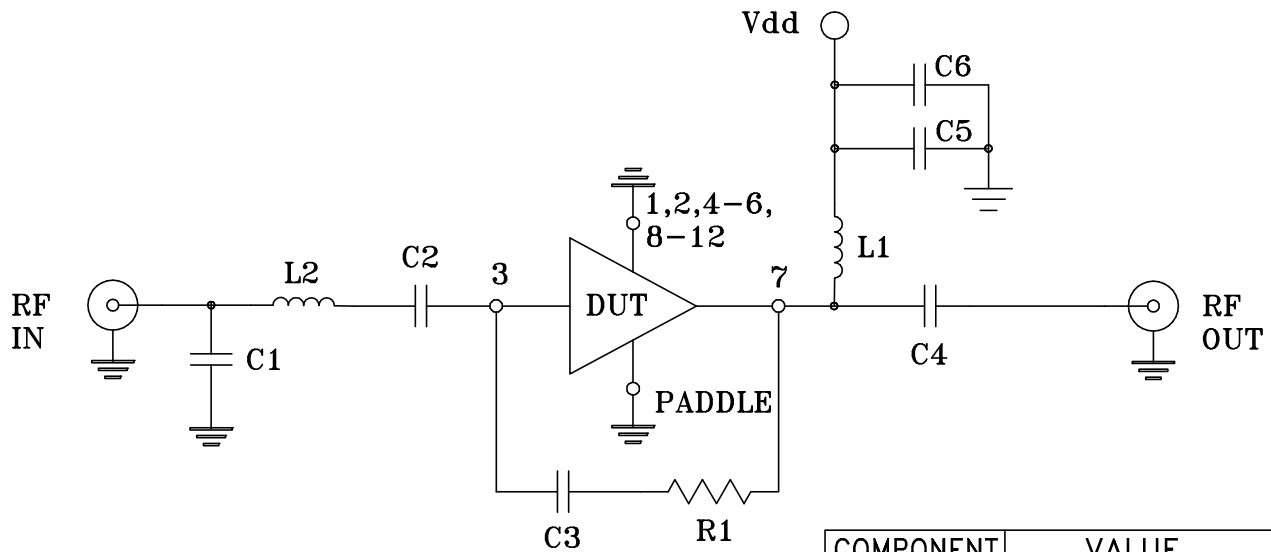 Vdd
C6
C5
1,2,4-6,
8-12
L1
C2
L2
3
7
DUT
RF
IN
RF
OUT
C1
C4
PADDLE
C3
R1
COMPONENT VALUE